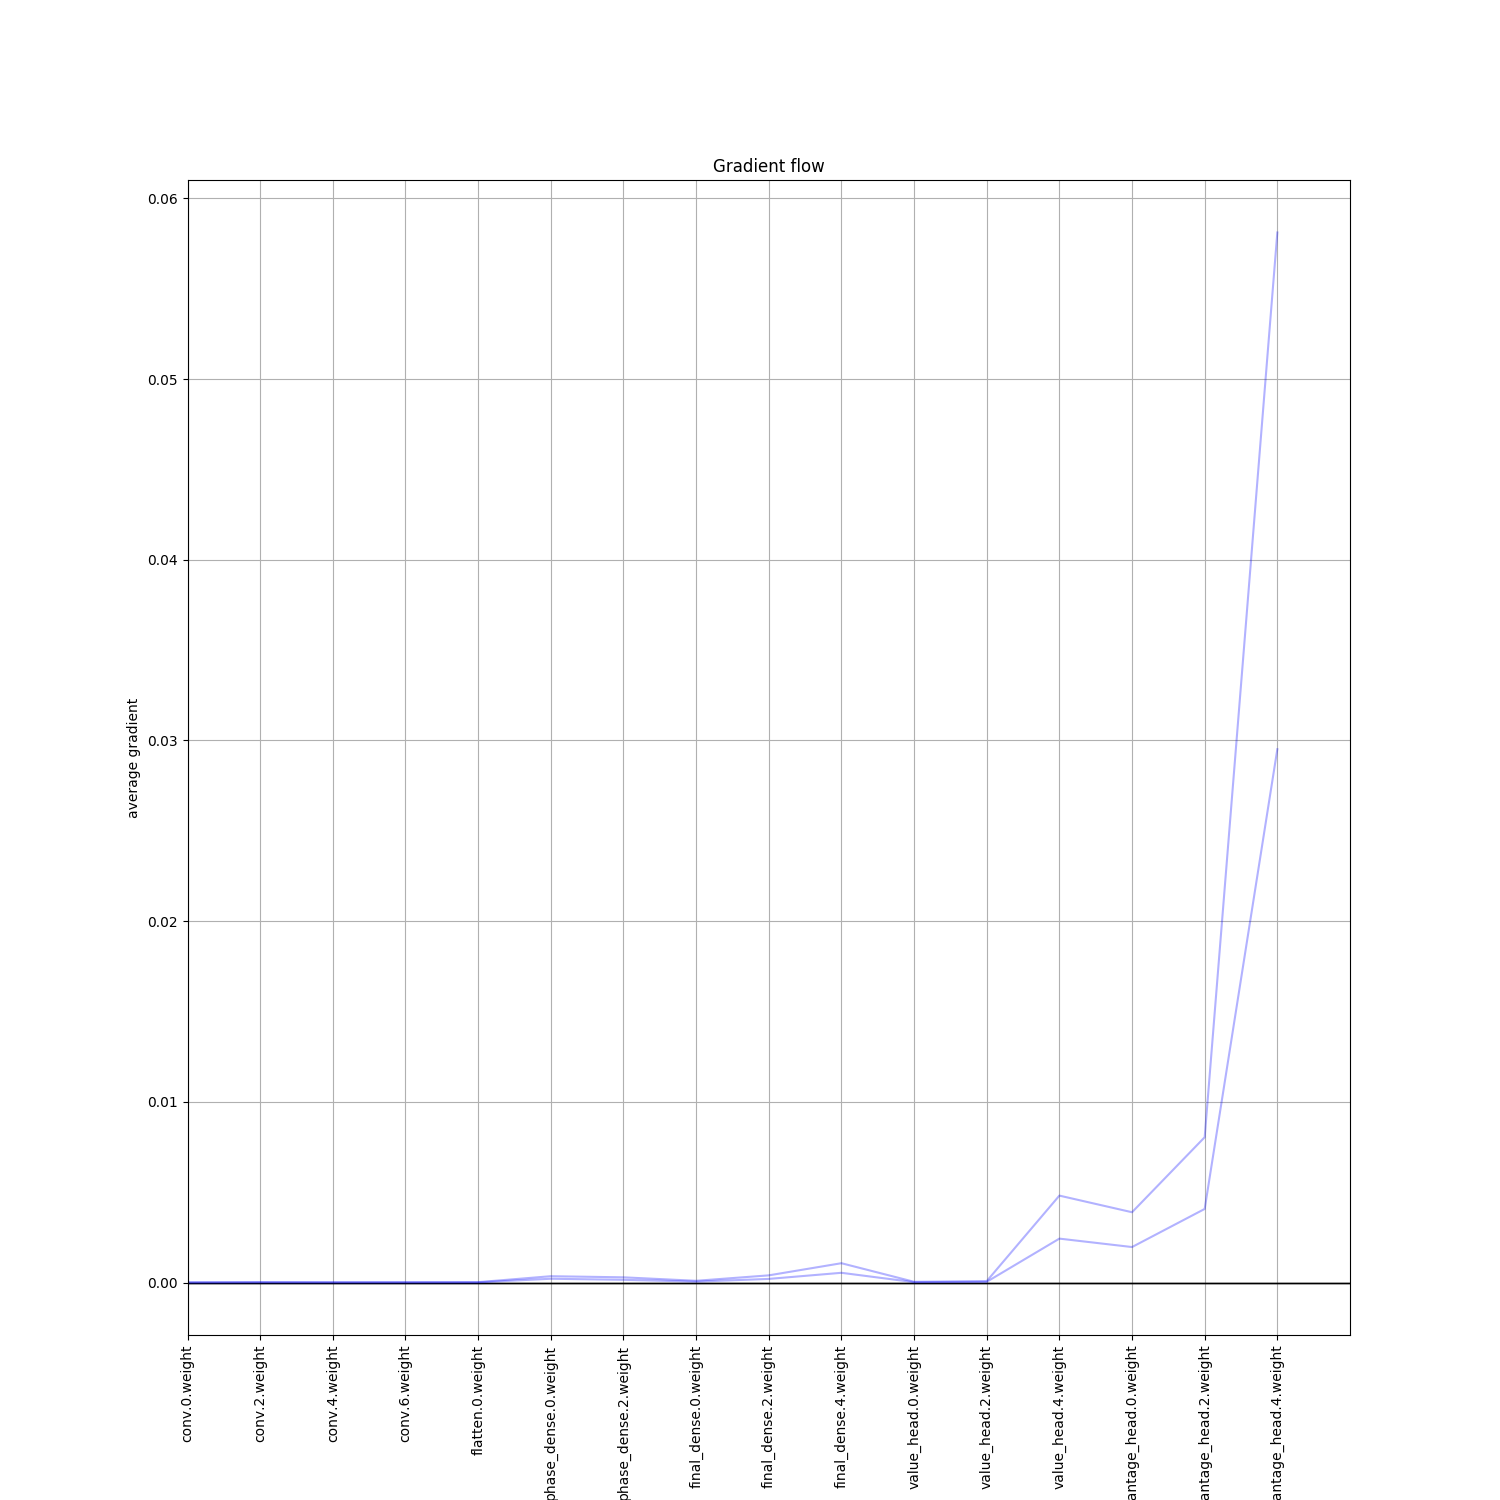 Gradient flow
0.06
0.05
0.04
0.03
0.02
0.01
0.00
average gradient
conv.0.weight
conv.2.weight
conv.4.weight
conv.6.weight
flatten.0.weight
phase_dense.0.weight
phase_dense.2.weight
final_dense.0.weight
final_dense.2.weight
final_dense.4.weight
value_head.0.weight
value_head.2.weight
value_head.4.weight
antage_head.0.weight
antage_head.2.weight
antage_head.4.weight